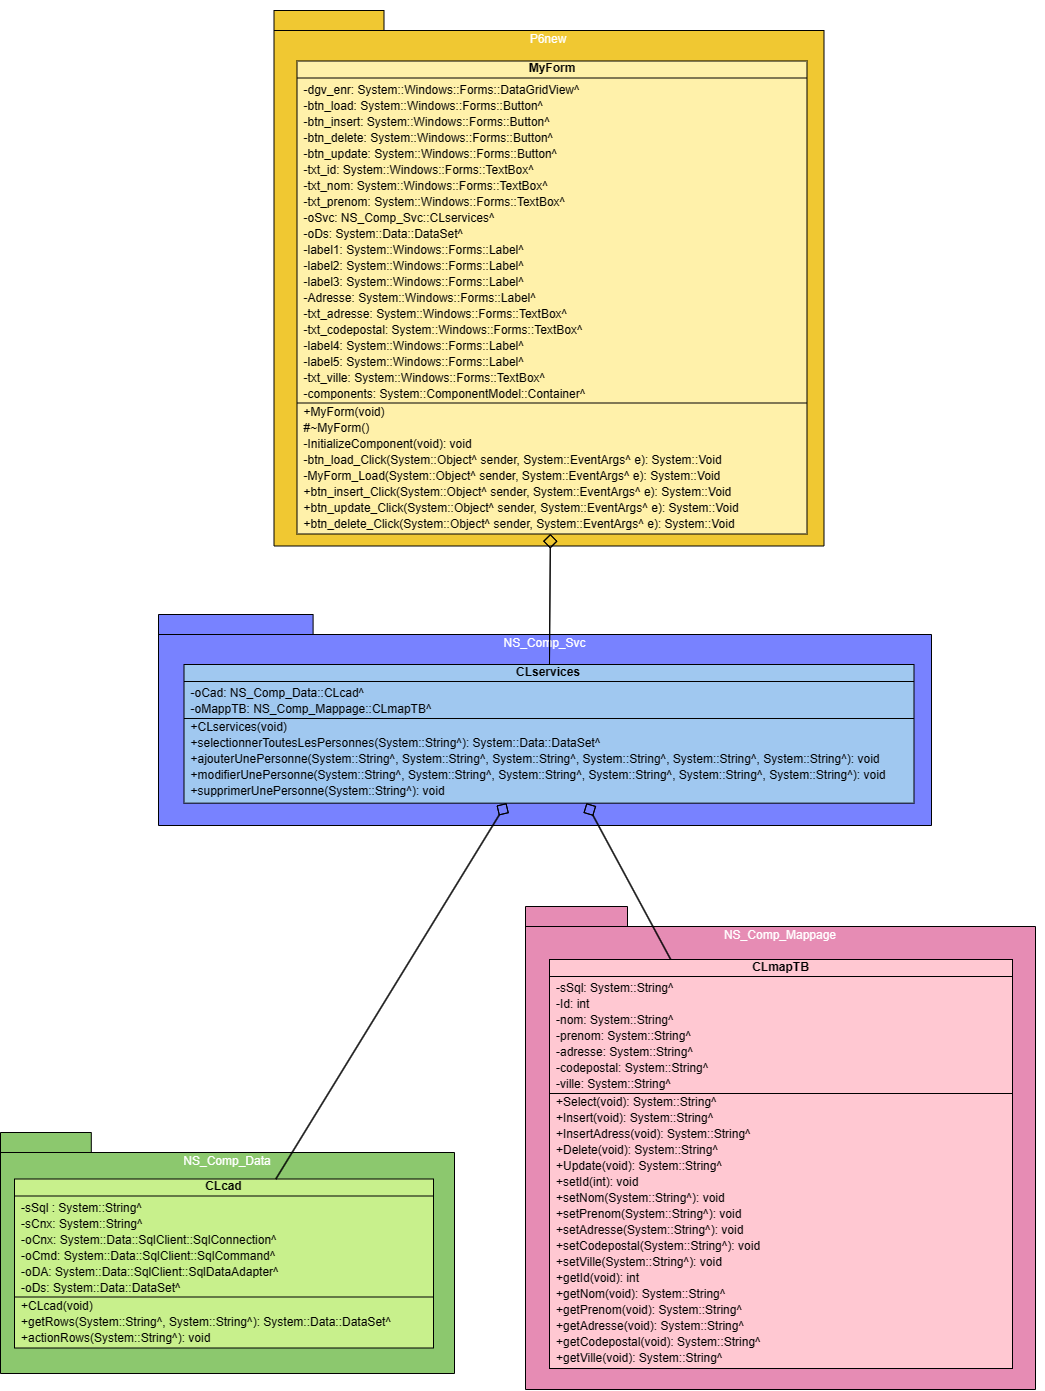 P6new
MyForm
-dgv_enr: System::Windows::Forms::DataGridView^
-btn_load: System::Windows::Forms::Button^
-btn_insert: System::Windows::Forms::Button^
-btn_delete: System::Windows::Forms::Button^
-btn_update: System::Windows::Forms::Button^
-txt_id: System::Windows::Forms::TextBox^
-txt_nom: System::Windows::Forms::TextBox^
-txt_prenom: System::Windows::Forms::TextBox^
-oSvc: NS_Comp_Svc::CLservices^
-oDs: System::Data::DataSet^
-label1: System::Windows::Forms::Label^
-label2: System::Windows::Forms::Label^
-label3: System::Windows::Forms::Label^
-Adresse: System::Windows::Forms::Label^
-txt_adresse: System::Windows::Forms::TextBox^
-txt_codepostal: System::Windows::Forms::TextBox^
-label4: System::Windows::Forms::Label^
-label5: System::Windows::Forms::Label^
-txt_ville: System::Windows::Forms::TextBox^
-components: System::ComponentModel::Container^
+MyForm(void)
#~MyForm()
-InitializeComponent(void): void
-btn_load_Click(System::Object^ sender, System::EventArgs^ e): System::Void
-MyForm_Load(System::Object^ sender, System::EventArgs^ e): System::Void
+btn_insert_Click(System::Object^ sender, System::EventArgs^ e): System::Void
+btn_update_Click(System::Object^ sender, System::EventArgs^ e): System::Void
+btn_delete_Click(System::Object^ sender, System::EventArgs^ e): System::Void
NS_Comp_Svc
CLservices
-oCad: NS_Comp_Data::CLcad^
-oMappTB: NS_Comp_Mappage::CLmapTB^
+CLservices(void)
+selectionnerToutesLesPersonnes(System::String^): System::Data::DataSet^
+ajouterUnePersonne(System::String^, System::String^, System::String^, System::String^, System::String^, System::String^): void
+modifierUnePersonne(System::String^, System::String^, System::String^, System::String^, System::String^, System::String^): void
+supprimerUnePersonne(System::String^): void
NS_Comp_Mappage
CLmapTB
-sSql: System::String^
-Id: int
-nom: System::String^
-prenom: System::String^
-adresse: System::String^
-codepostal: System::String^
-ville: System::String^
+Select(void): System::String^
+Insert(void): System::String^
+InsertAdress(void): System::String^
+Delete(void): System::String^
+Update(void): System::String^
+setId(int): void
+setNom(System::String^): void
+setPrenom(System::String^): void
+setAdresse(System::String^): void
+setCodepostal(System::String^): void
+setVille(System::String^): void
+getId(void): int
+getNom(void): System::String^
+getPrenom(void): System::String^
+getAdresse(void): System::String^
+getCodepostal(void): System::String^
+getVille(void): System::String^
NS_Comp_Data
CLcad
-sSql : System::String^
-sCnx: System::String^
-oCnx: System::Data::SqlClient::SqlConnection^
-oCmd: System::Data::SqlClient::SqlCommand^
-oDA: System::Data::SqlClient::SqlDataAdapter^
-oDs: System::Data::DataSet^
+CLcad(void)
+getRows(System::String^, System::String^): System::Data::DataSet^
+actionRows(System::String^): void